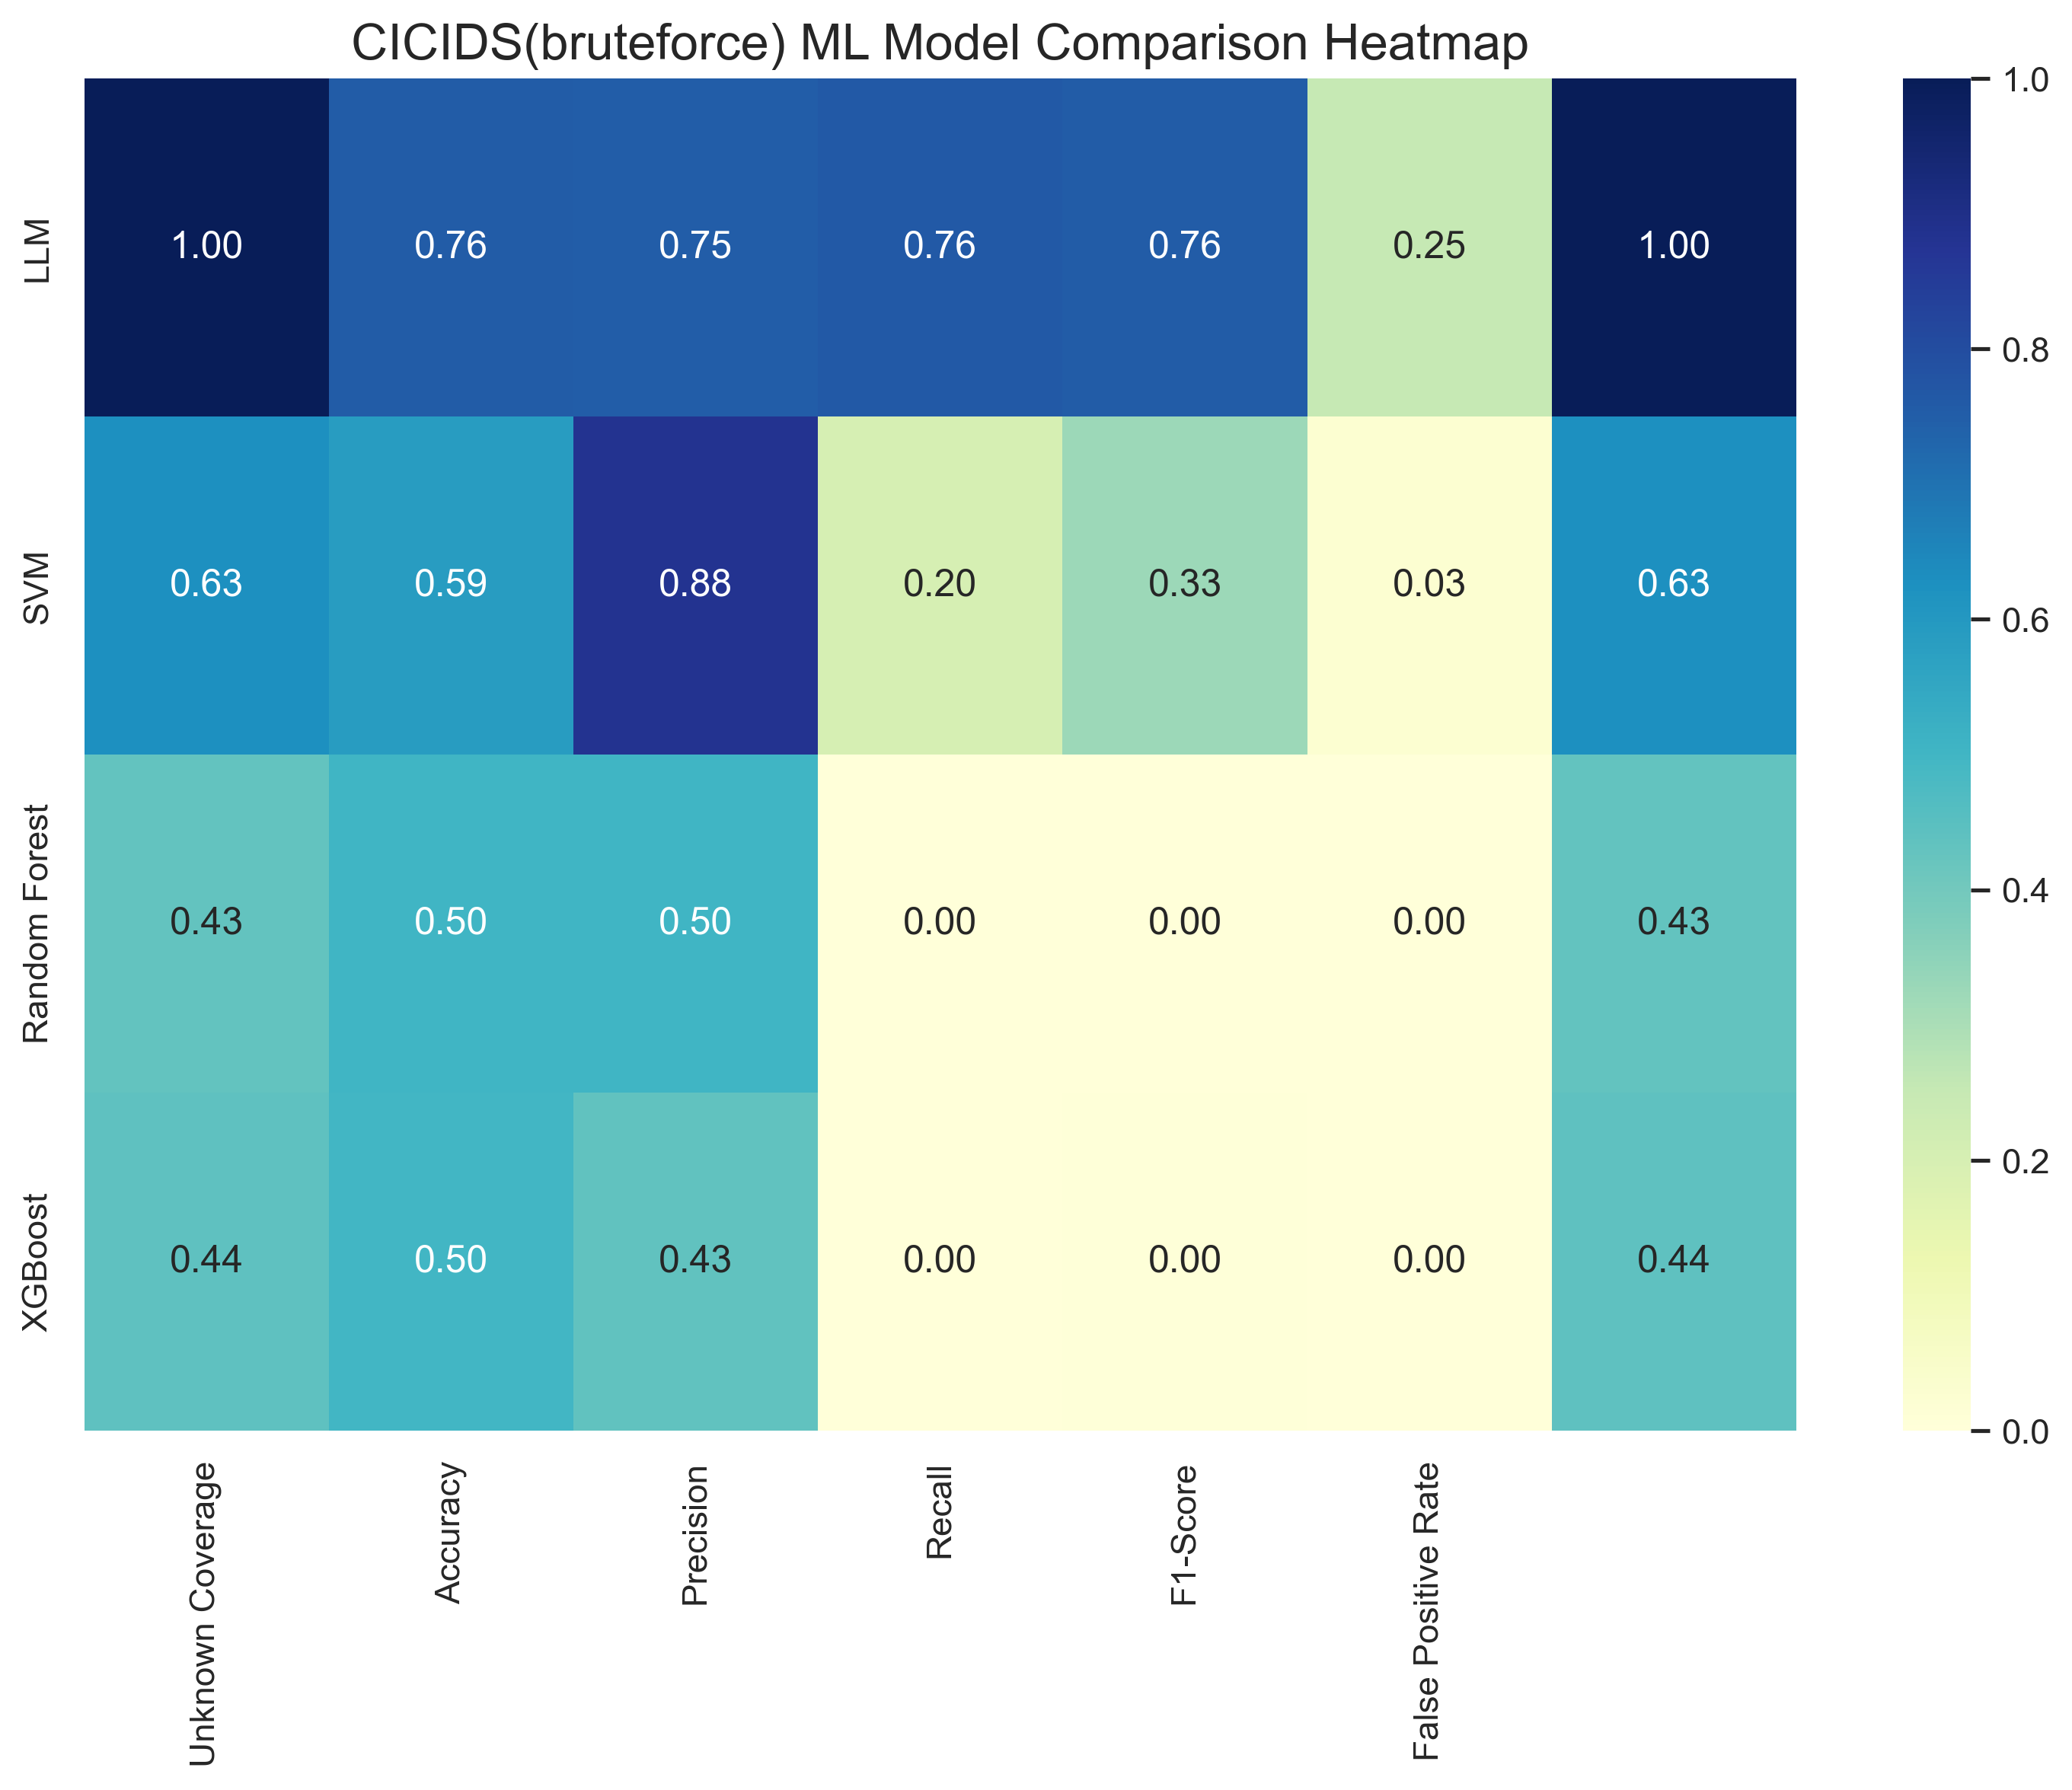 CICIDS(bruteforce) ML Model Comparison Heatmap
LLM 1.00 0.76 0.75 0.76 0.76 0.25 1.00
SVM 0.63 0.59 0.88 0.20 0.33 0.03 0.63
Random Forest 0.43 0.50 0.50 0.00 0.00 0.00 0.43
XGBoost 0.44 0.50 0.43 0.00 0.00 0.00 0.44
Unknown Coverage
Accuracy
Precision
Recall
F1-Score
False Positive Rate
1.0
0.8
0.6
0.4
0.2
0.0